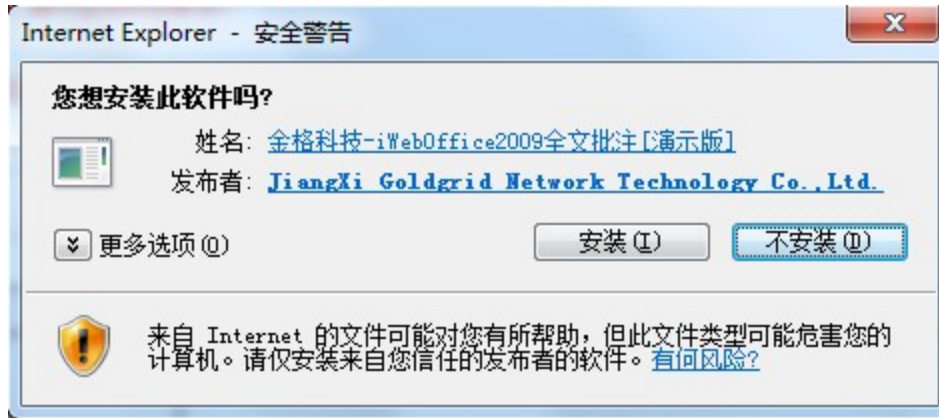 Internet Explorer - 安全警告
您想安装此软件吗?
姓名: 金格科技-iWebOffice2009全文批注[演示版]
发布者: JiangXi Goldgrid Network Technology Co.,Ltd.
更多选项(O)
安装(I)
不安装(D)
来自 Internet 的文件可能对您有所帮助，但此文件类型可能危害您的
计算机。请仅安装来自您信任的发布者的软件。有何风险?